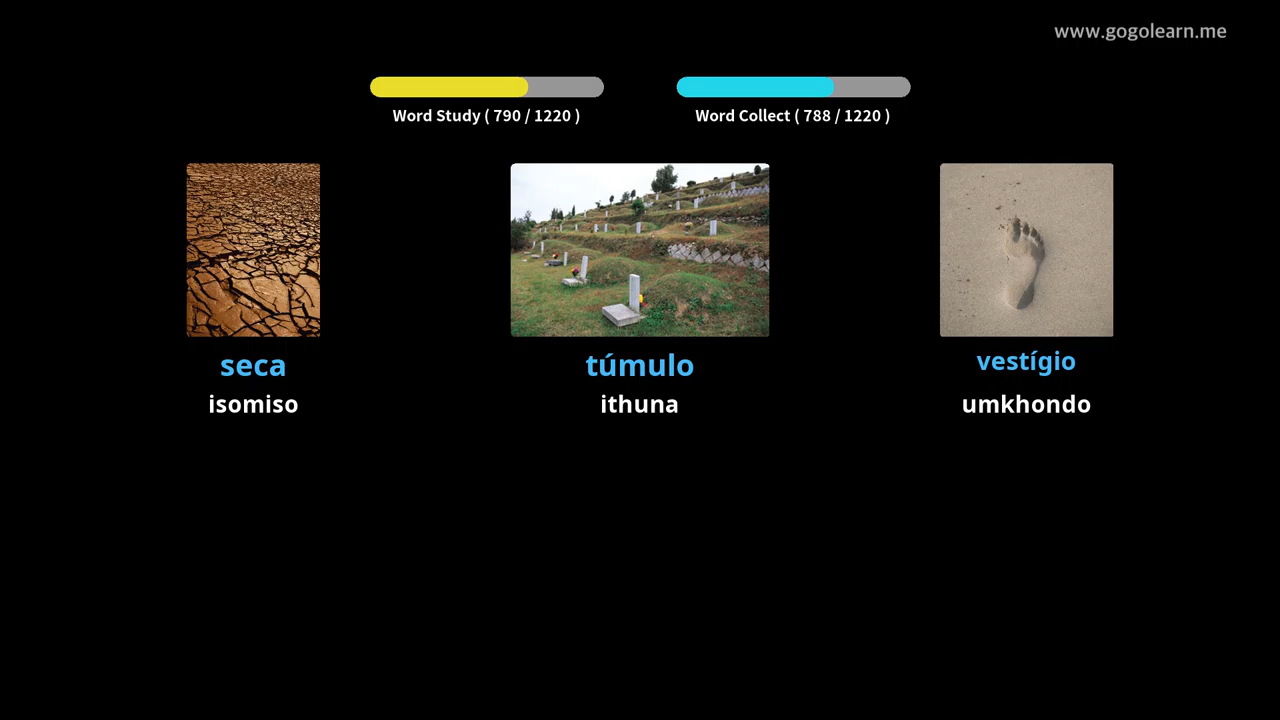 www.gogolearn.me
Word Study ( 790 / 1220 )
Word Collect ( 788 / 1220 )
seca
túmulo
vestígio
isomiso
ithuna
umkhondo